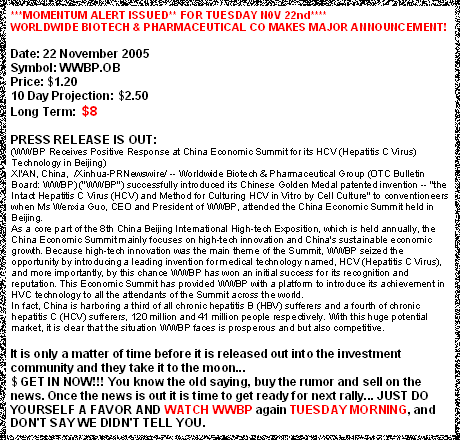 ***MOMENTUM ALERT ISSUED** FOR TUESDAY N0V 22nd****
WORLDWIDE BIOTECH & PHARMACEUTICAL CO MAKES MAJOR ANNOUNCEMENT!
Date: 22 November 2005
Symbol: WWBP.OB
Price: $1.20
10 Day Projection: $2.50
Long Term: $8
PRESS RELEASE IS OUT:
(WWBP Receives Positive Response at China Economic Summit for its HCV (Hepatitis C Virus)
Technology in Beijing)
XI'AN, China, /Xinhua-PRNewswire/ -- Worldwide Biotech & Pharmaceutical Group (OTC Bulletin
Board: WWBP)("WWBP") successfully introduced its Chinese Golden Medal patented invention -- "the
Intact Hepatitis C Virus (HCV) and Method for Culturing HCV in Vitro by Cell Culture" to conventioneers
when Ms Wenxia Guo, CEO and President of WWBP, attended the China Economic Summit held in
Beijing.
As a core part of the 8th China Beijing International High-tech Exposition, which is held annually, the
China Economic Summit mainly focuses on high-tech innovation and China's sustainable economic
growth. Because high-tech innovation was the main theme of the Summit, WWBP seized the
opportunity by introducing a leading invention for medical technology named, HCV (Hepatitis C Virus),
and more importantly, by this chance WWBP has won an initial success for its recognition and
reputation. This Economic Summit has provided WWBP with a platform to introduce its achievement in
HVC technology to all the attendants of the Summit across the world.
In fact, China is harboring a third of all chronic hepatitis B (HBV) sufferers and a fourth of chronic
hepatitis C (HCV) sufferers, 120 million and 41 million people respectively. With this huge potential
market, it is clear that the situation WWBP faces is prosperous and but also competitive.
It is only a matter of time before it is released out into the investment
community and they take it to the moon...
$ GET IN NOW!!! You know the old saying, buy the rumor and sell on the
news. Once the news is out it is time to get ready for next rally... JUST DO
YOURSELF A FAVOR AND WATCH WWBP again TUESDAY MORNING, and
DON'T SAY WE DIDN'T TELL YOU.